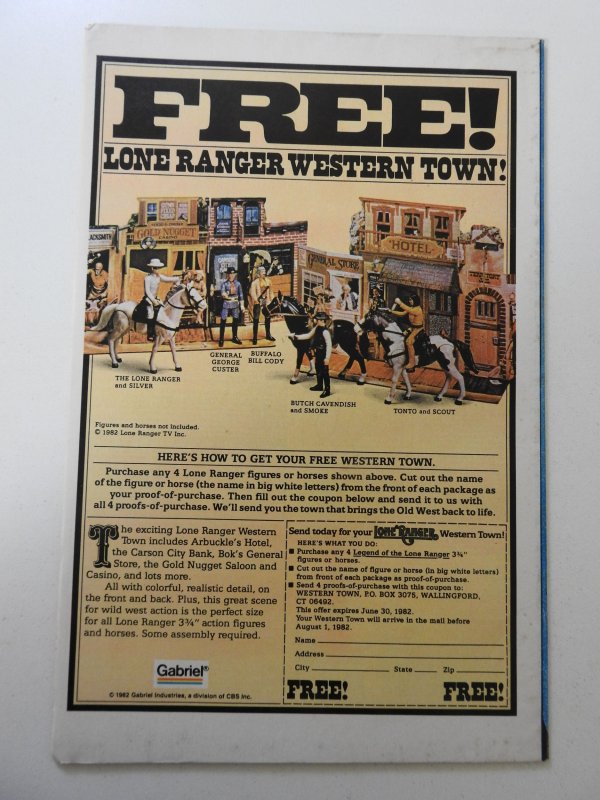 FREE!
LONE RANGER WESTERN TOWN!
GOLD NUGGET
CASINO
GENERAL STORE
HOTEL
THE LONE RANGER
and SILVER
GENERAL
GEORGE
CUSTER
BUFFALO
BILL CODY
BUTCH CAVENDISH
and SMOKE
TONTO and SCOUT
Figures and horses not included.
© 1982 Lone Ranger TV Inc.
HERE'S HOW TO GET YOUR FREE WESTERN TOWN.
Purchase any 4 Lone Ranger figures or horses shown above. Cut out the name
of the figure or horse (the name in big white letters) from the front of each package as
your proof-of-purchase. Then fill out the coupon below and send it to us with
all 4 proofs-of-purchase. We'll send you the town that brings the Old West back to life.
The exciting Lone Ranger Western
Town includes Arbuckle's Hotel,
the Carson City Bank, Bok's General
Store, the Gold Nugget Saloon and
Casino, and lots more.
All with colorful, realistic detail, on
the front and back. Plus, this great scene
for wild west action is the perfect size
for all Lone Ranger 3¾" action figures
and horses. Some assembly required.
Gabriel®
© 1982 Gabriel Industries, a division of CBS Inc.
Send today for your LONE RANGER Western Town!
HERE'S WHAT YOU DO:
■ Purchase any 4 Legend of the Lone Ranger 3¾"
figures or horses.
■ Cut out the name of figure or horse (in big white letters)
from front of each package as proof-of-purchase.
■ Send 4 proofs-of-purchase with this coupon to:
WESTERN TOWN, P.O. BOX 3075, WALLINGFORD,
CT 06492.
This offer expires June 30, 1982.
Your Western Town will arrive in the mail before
August 1, 1982.
Name
Address
City State Zip
FREE! FREE!